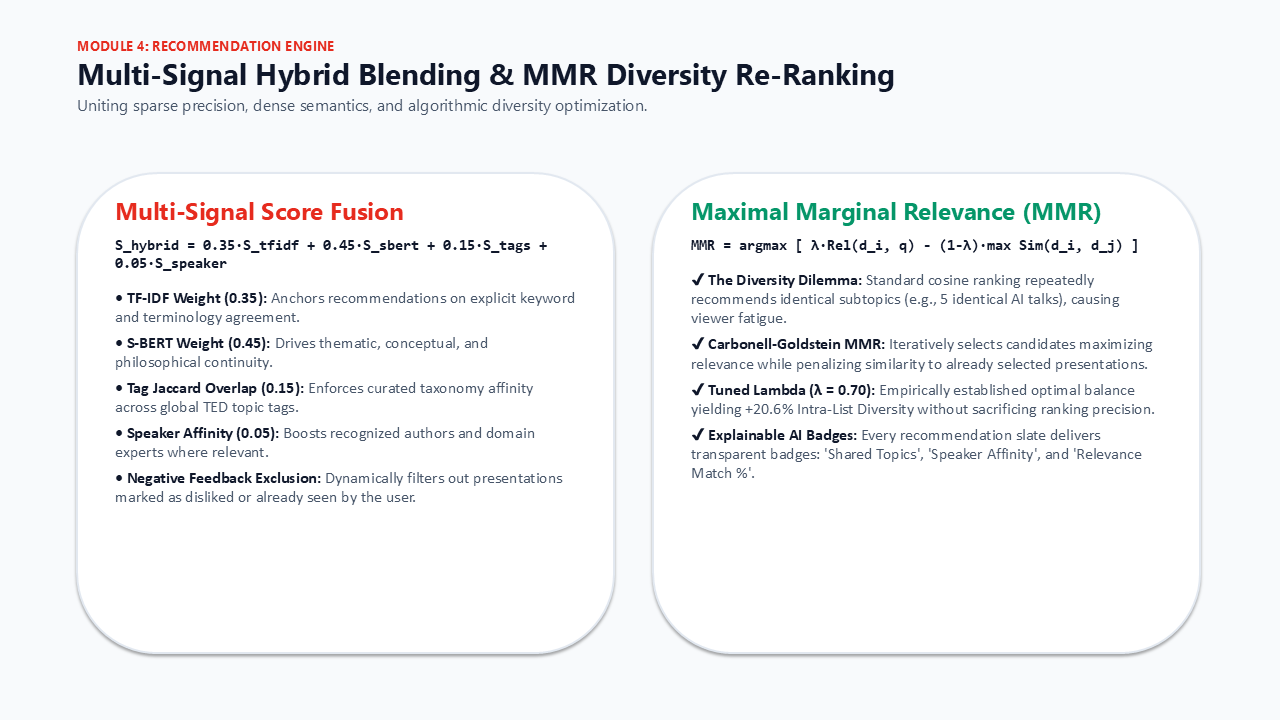 MODULE 4: RECOMMENDATION ENGINE
Multi-Signal Hybrid Blending & MMR Diversity Re-Ranking
Uniting sparse precision, dense semantics, and algorithmic diversity optimization.
Multi-Signal Score Fusion
S_hybrid = 0.35·S_tfidf + 0.45·S_sbert + 0.15·S_tags +
0.05·S_speaker
• TF-IDF Weight (0.35): Anchors recommendations on explicit keyword
and terminology agreement.
• S-BERT Weight (0.45): Drives thematic, conceptual, and
philosophical continuity.
• Tag Jaccard Overlap (0.15): Enforces curated taxonomy affinity
across global TED topic tags.
• Speaker Affinity (0.05): Boosts recognized authors and domain
experts where relevant.
• Negative Feedback Exclusion: Dynamically filters out presentations
marked as disliked or already seen by the user.
Maximal Marginal Relevance (MMR)
MMR = argmax [ λ·Rel(d_i, q) - (1-λ)·max Sim(d_i, d_j) ]
✔ The Diversity Dilemma: Standard cosine ranking repeatedly
recommends identical subtopics (e.g., 5 identical AI talks), causing
viewer fatigue.
✔ Carbonell-Goldstein MMR: Iteratively selects candidates maximizing
relevance while penalizing similarity to already selected presentations.
✔ Tuned Lambda (λ = 0.70): Empirically established optimal balance
yielding +20.6% Intra-List Diversity without sacrificing ranking precision.
✔ Explainable AI Badges: Every recommendation slate delivers
transparent badges: 'Shared Topics', 'Speaker Affinity', and 'Relevance
Match %'.